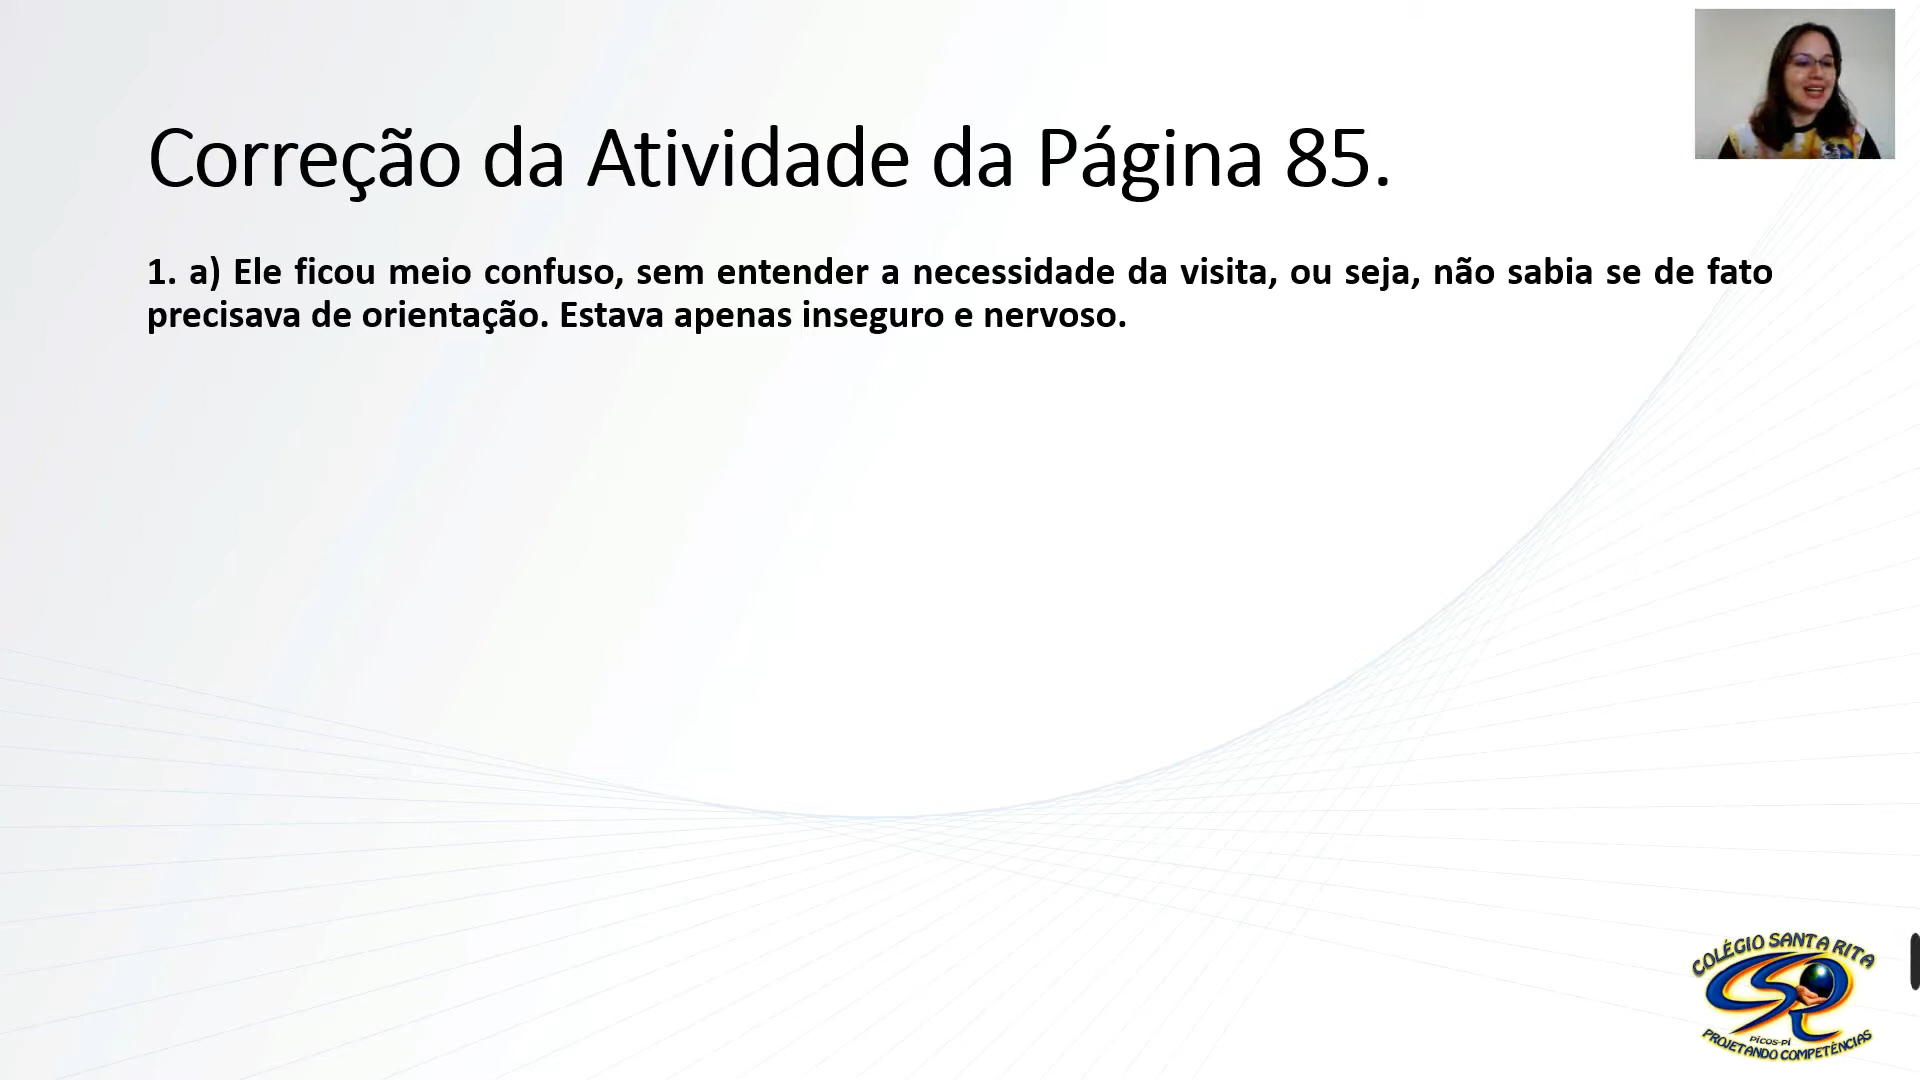 Correção da Atividade da Página 85.
1. a) Ele ficou meio confuso, sem entender a necessidade da visita, ou seja, não sabia se de fato
precisava de orientação. Estava apenas inseguro e nervoso.
COLÉGIO SANTA RITA
PICOS-PI
PROJETANDO COMPETÊNCIAS